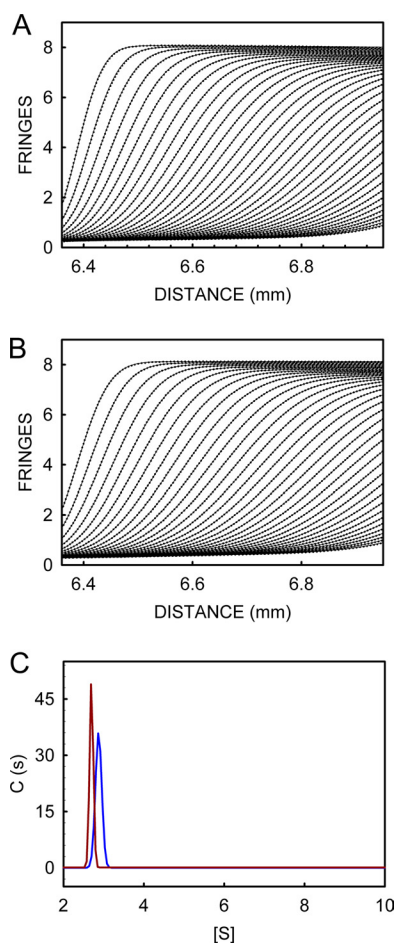 A
8
6
4
2
0
FRINGES
6.4 6.6 6.8
DISTANCE (mm)
B
8
6
4
2
0
FRINGES
6.4 6.6 6.8
DISTANCE (mm)
C
45
30
15
0
C (s)
2 4 6 8 10
[S]